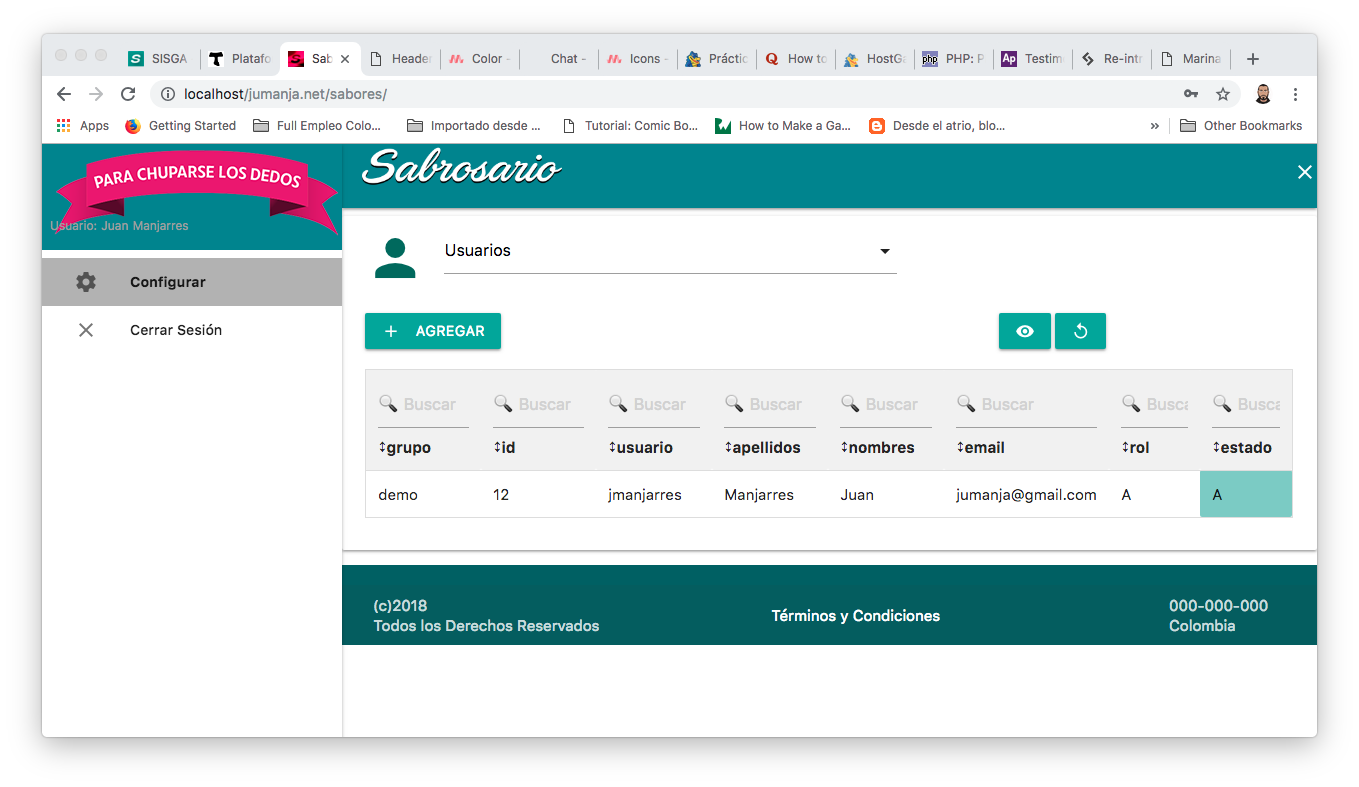 SISGA
Platafo
Sab
Header
Color -
Chat -
Icons -
Práctic
How to
HostGa
php
PHP: P
Ap
Testim
Re-intr
Marina
localhost/jumanja.net/sabores/
Apps
Getting Started
Full Empleo Colo...
Importado desde ...
Tutorial: Comic Bo...
How to Make a Ga...
Desde el atrio, blo...
»
Other Bookmarks
PARA CHUPARSE LOS DEDOS
Usuario: Juan Manjarres
Sabrosario
Configurar
Cerrar Sesión
Usuarios
+ AGREGAR
Buscar Buscar Buscar Buscar Buscar Buscar Busca Busca
↕grupo ↕id ↕usuario ↕apellidos ↕nombres ↕email ↕rol ↕estado
demo 12 jmanjarres Manjarres Juan jumanja@gmail.com A A
(c)2018
Todos los Derechos Reservados
Términos y Condiciones
000-000-000
Colombia